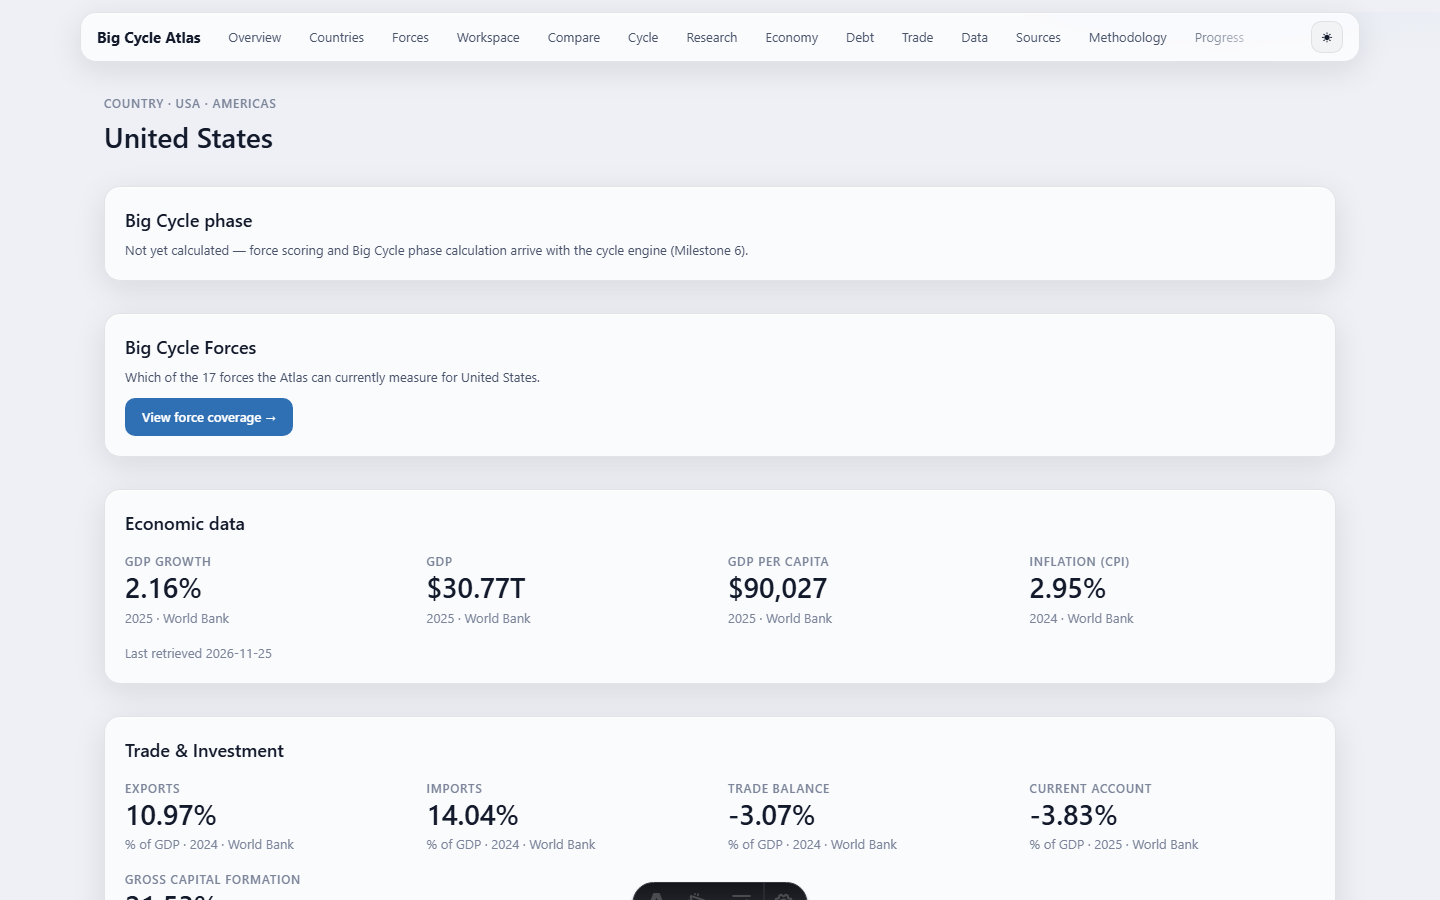 Big Cycle Atlas Overview Countries Forces Workspace Compare Cycle Research Economy Debt Trade Data Sources Methodology Progress
COUNTRY · USA · AMERICAS
United States
Big Cycle phase
Not yet calculated — force scoring and Big Cycle phase calculation arrive with the cycle engine (Milestone 6).
Big Cycle Forces
Which of the 17 forces the Atlas can currently measure for United States.
View force coverage →
Economic data
GDP GROWTH GDP GDP PER CAPITA INFLATION (CPI)
2.16% $30.77T $90,027 2.95%
2025 · World Bank 2025 · World Bank 2025 · World Bank 2024 · World Bank
Last retrieved 2026-11-25
Trade & Investment
EXPORTS IMPORTS TRADE BALANCE CURRENT ACCOUNT
10.97% 14.04% -3.07% -3.83%
% of GDP · 2024 · World Bank % of GDP · 2024 · World Bank % of GDP · 2024 · World Bank % of GDP · 2025 · World Bank
GROSS CAPITAL FORMATION